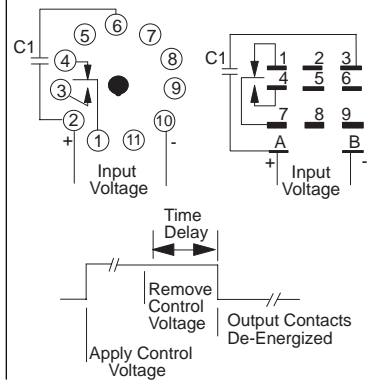 C1
6
5
7
4
8
3
9
2
10
1
11
+
-
Input
Voltage
C1
1 2 3
4 5 6
7 8 9
A B
+
-
Input
Voltage
Time
Delay
Remove
Control
Voltage
Output Contacts
De-Energized
Apply Control
Voltage